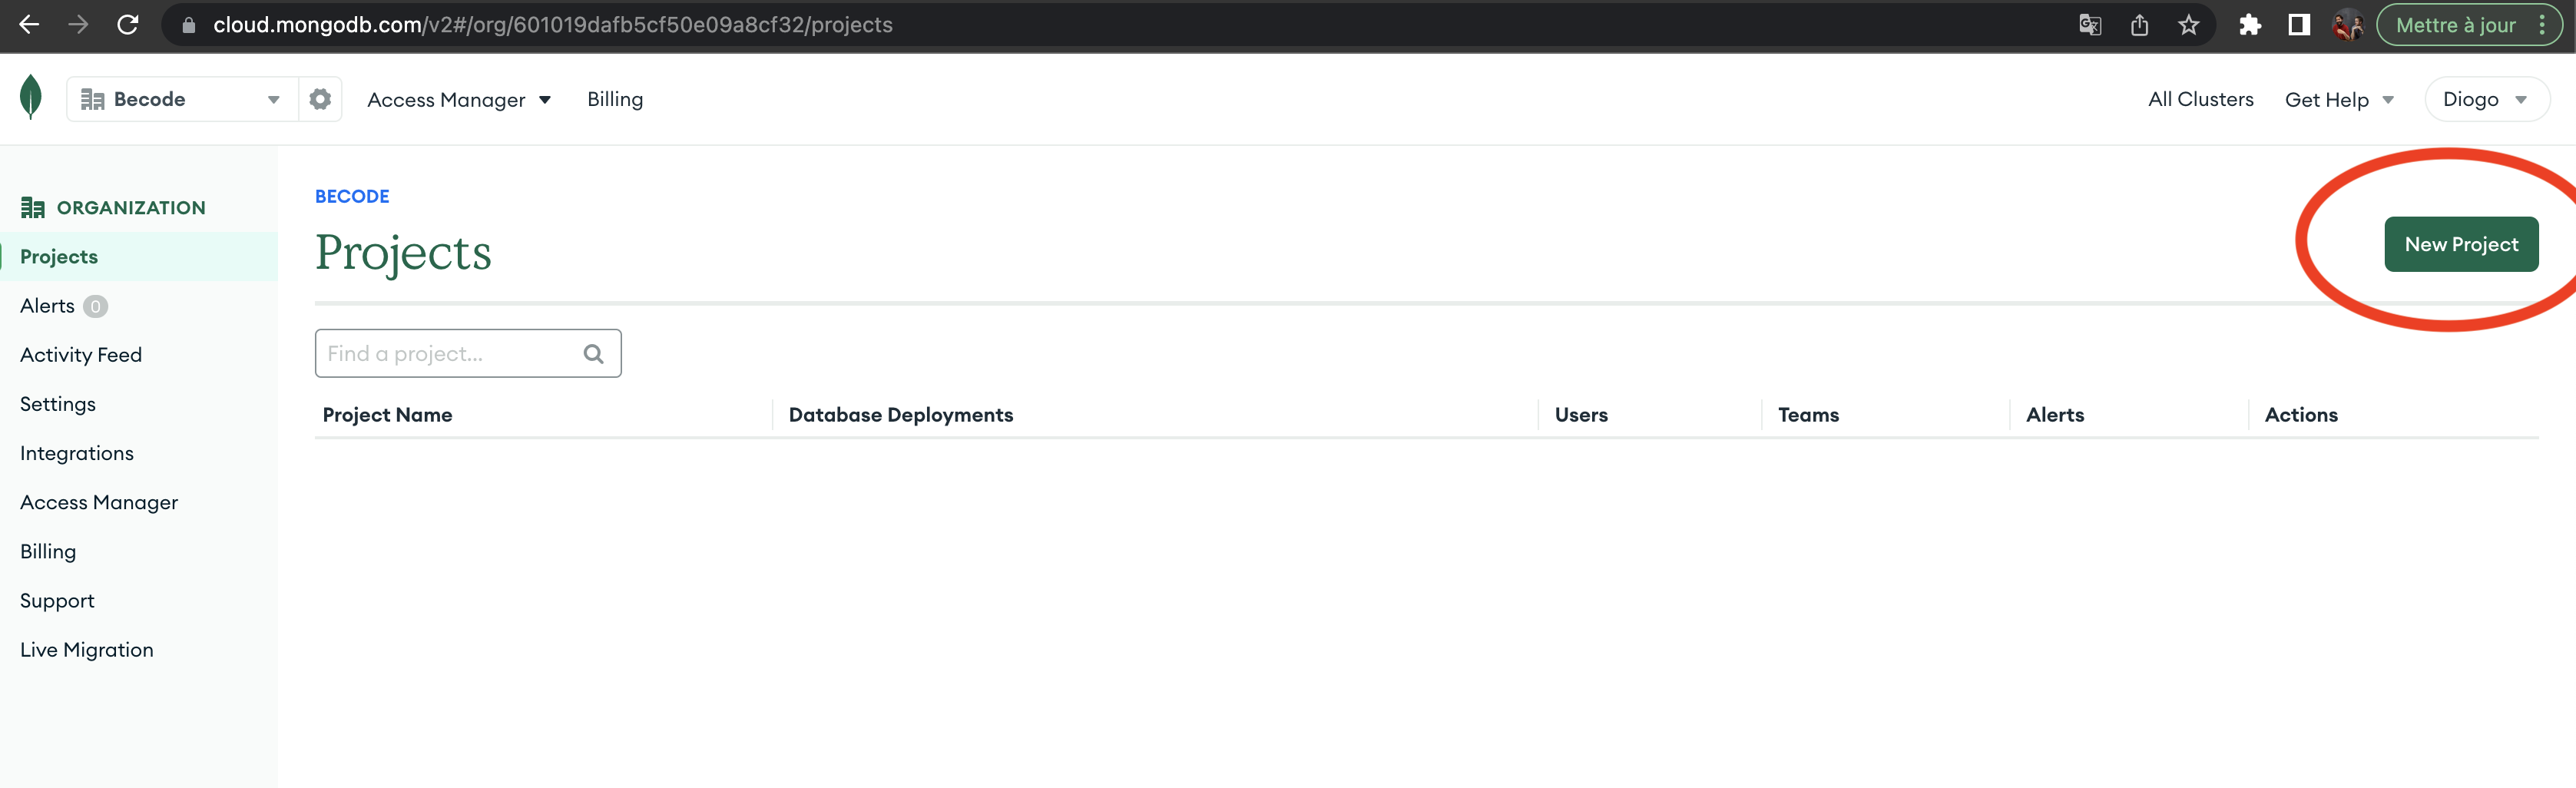 cloud.mongodb.com/v2#/org/601019dafb5cf50e09a8cf32/projects
Mettre à jour
Becode
Access Manager
Billing
All Clusters
Get Help
Diogo
ORGANIZATION
Projects
Alerts 0
Activity Feed
Settings
Integrations
Access Manager
Billing
Support
Live Migration
BECODE
Projects
New Project
Find a project...
Project Name
Database Deployments
Users
Teams
Alerts
Actions